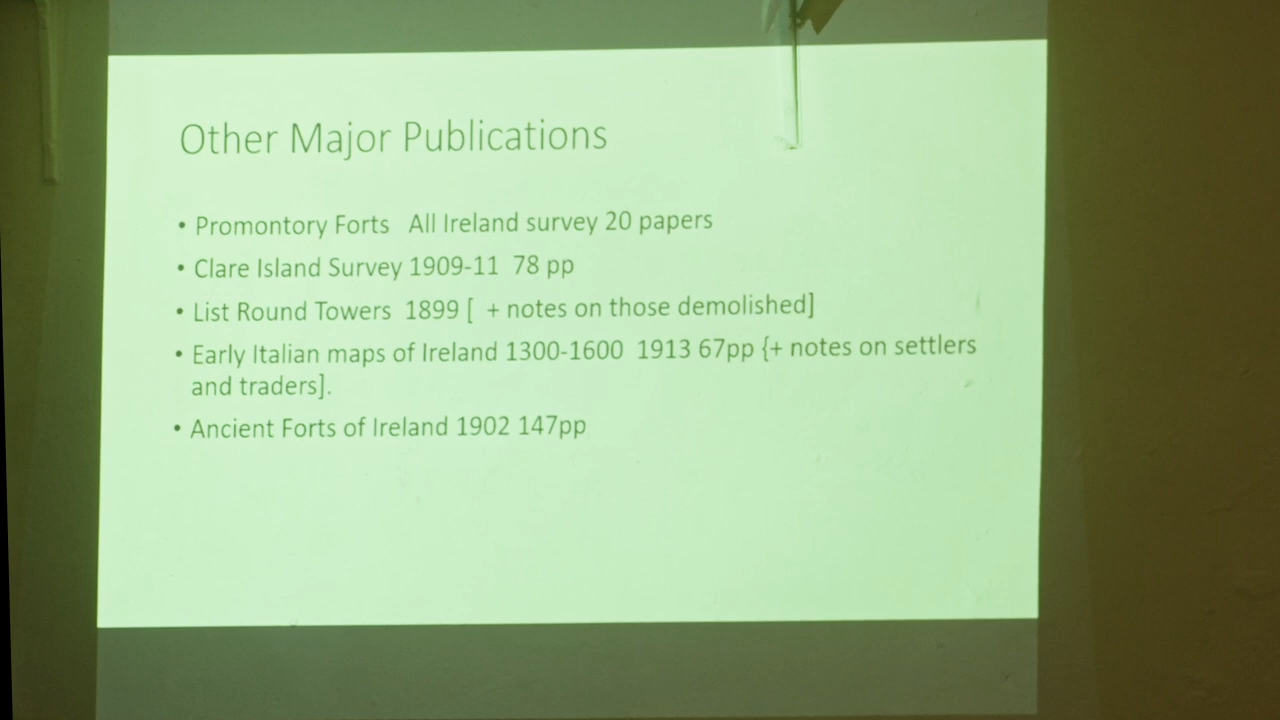 Other Major Publications
• Promontory Forts   All Ireland survey 20 papers
• Clare Island Survey 1909-11  78 pp
• List Round Towers  1899 [  + notes on those demolished]
• Early Italian maps of Ireland 1300-1600  1913 67pp {+ notes on settlers
and traders].
• Ancient Forts of Ireland 1902 147pp